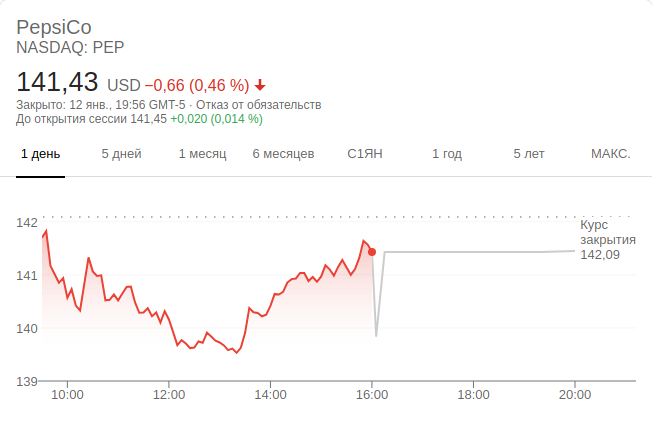 PepsiCo
NASDAQ: PEP
141,43 USD −0,66 (0,46 %)
Закрыто: 12 янв., 19:56 GMT-5 · Отказ от обязательств
До открытия сессии 141,45 +0,020 (0,014 %)
1 день 5 дней 1 месяц 6 месяцев С1ЯН 1 год 5 лет МАКС.
142
Курс
закрытия
142,09
141
140
139
10:00 12:00 14:00 16:00 18:00 20:00